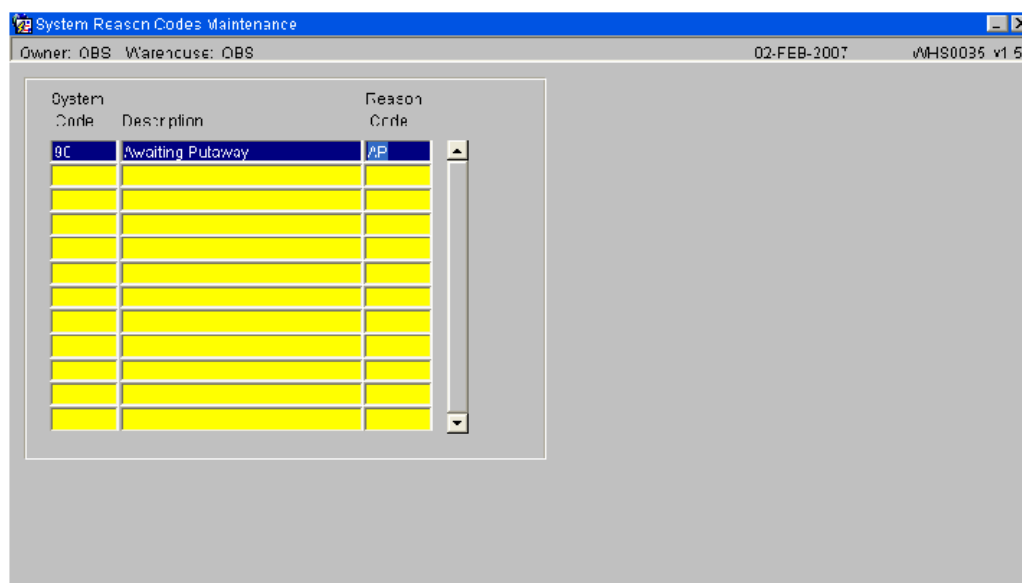 System Reason Codes Maintenance
Owner: OBS Warehouse: OBS 02-FEB-2007 WHS0035 v1.5
System Reason
Code Description Code
90 Awaiting Putaway AP